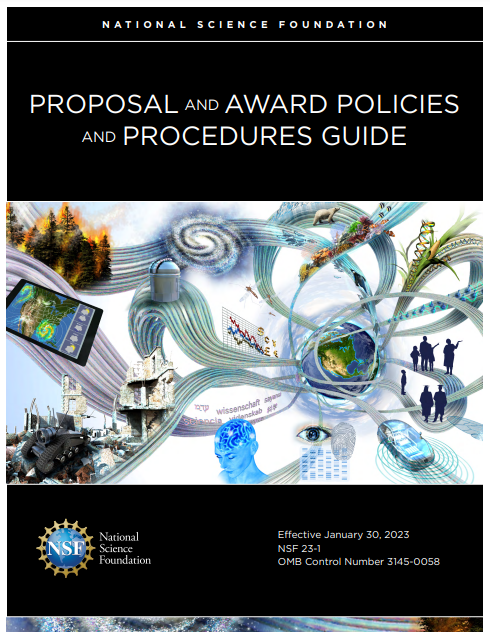 NATIONAL SCIENCE FOUNDATION
PROPOSAL AND AWARD POLICIES
AND PROCEDURES GUIDE
wissenschaft
videnskab
NSF
National
Science
Foundation
Effective January 30, 2023
NSF 23-1
OMB Control Number 3145-0058